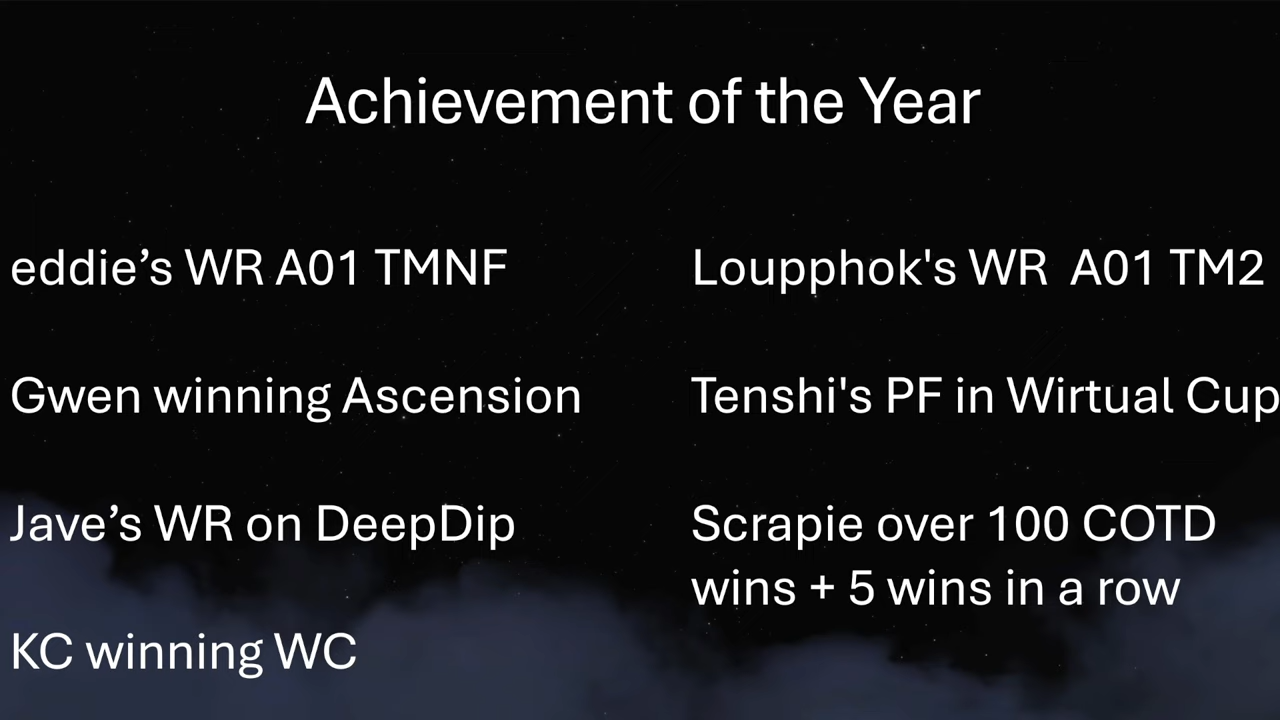 Achievement of the Year
eddie’s WR A01 TMNF
Gwen winning Ascension
Jave’s WR on DeepDip
KC winning WC
Loupphok's WR  A01 TM2
Tenshi's PF in Wirtual Cup
Scrapie over 100 COTD
wins + 5 wins in a row